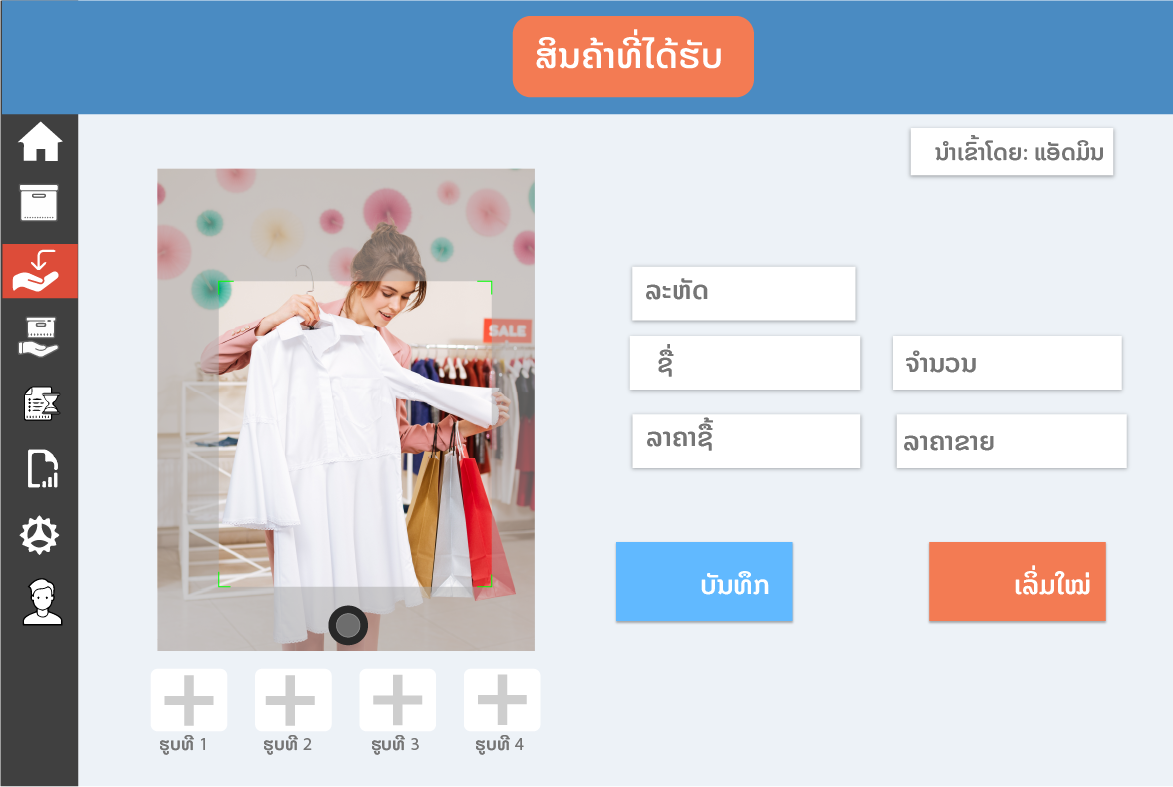 ສິນຄ້າທີ່ໄດ້ຮັບ
ນຳເຂົ້າໂດຍ: ແອັດມິນ
SALE
ລະຫັດ
ຊື່
ຈຳນວນ
ລາຄາຊື້
ລາຄາຂາຍ
ບັນທຶກ
ເລີ່ມໃໝ່
ຮູບທີ 1
ຮູບທີ 2
ຮູບທີ 3
ຮູບທີ 4